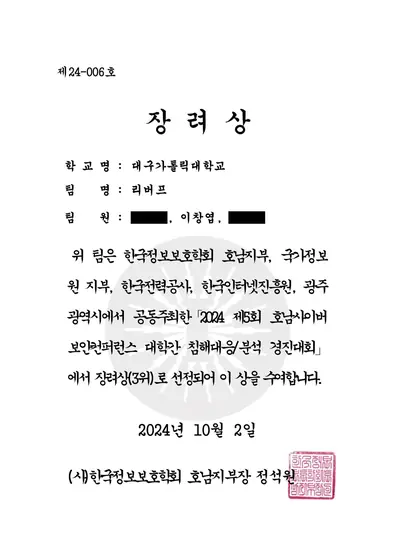 제24-006호
장 려 상
학 교 명 : 대구가톨릭대학교
팀 명 : 리버프
팀 원 : , 이창엽,
위 팀은 한국정보보호학회 호남지부, 국가정보
원 지부, 한국전력공사, 한국인터넷진흥원, 광주
광역시에서 공동주최한 「2024 제5회 호남사이버
보안컨퍼런스 대학간 침해대응/분석 경진대회」
에서 장려상(3위)로 선정되어 이 상을 수여합니다.
2024년 10월 2일
(사)한국정보보호학회 호남지부장 정석원